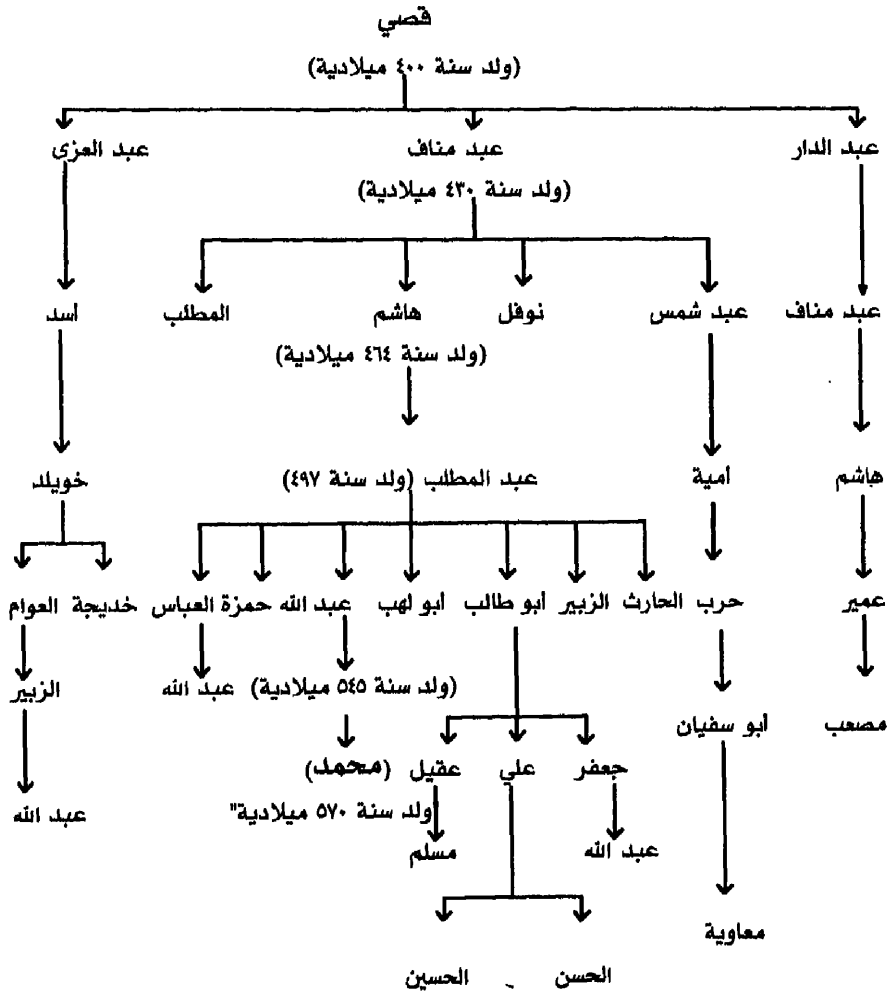 قصي
(ولد سنة ٤٠٠ ميلادية)
عبد الدار عبد مناف عبد العزى
(ولد سنة ٤٣٠ ميلادية)
عبد مناف عبد شمس نوفل هاشم المطلب اسد
(ولد سنة ٤٦٤ ميلادية)
هاشم امية عبد المطلب (ولد سنة ٤٩٧) خويلد
عمير حرب الحارث الزبير أبو طالب أبو لهب عبد الله حمزة العباس خديجة العوام
(ولد سنة ٥٤٥ ميلادية) عبد الله الزبير
مصعب أبو سفيان
جعفر علي عقيل (محمد)
ولد سنة ٥٧٠ ميلادية" عبد الله
عبد الله مسلم
معاوية
الحسن الحسين